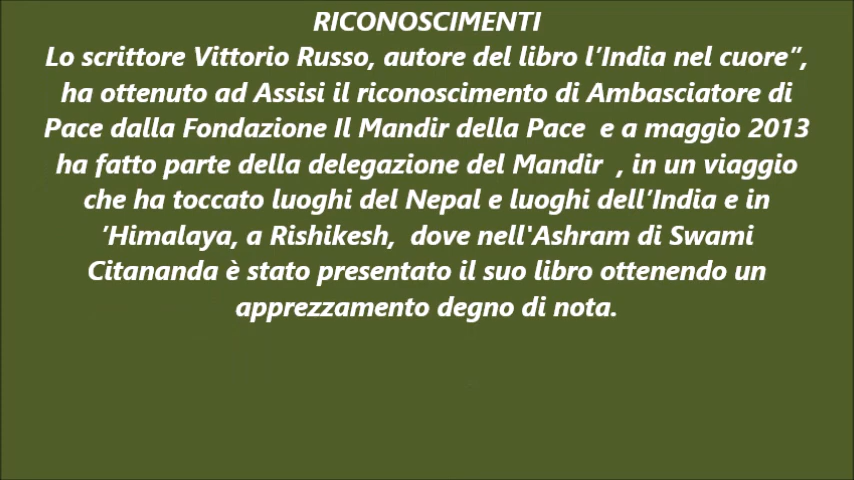 RICONOSCIMENTI
Lo scrittore Vittorio Russo, autore del libro l’India nel cuore”,
ha ottenuto ad Assisi il riconoscimento di Ambasciatore di
Pace dalla Fondazione Il Mandir della Pace  e a maggio 2013
ha fatto parte della delegazione del Mandir  , in un viaggio
che ha toccato luoghi del Nepal e luoghi dell’India e in
’Himalaya, a Rishikesh,  dove nell'Ashram di Swami
Citananda è stato presentato il suo libro ottenendo un
apprezzamento degno di nota.